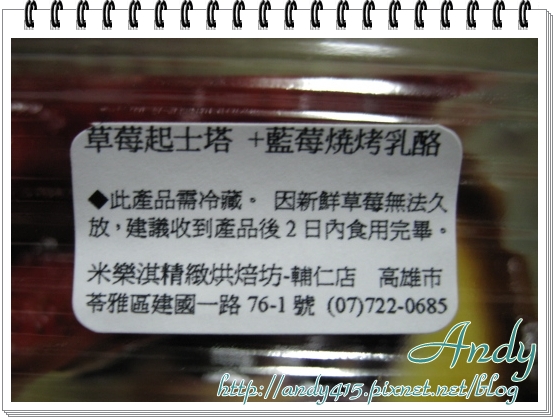 草莓起士塔 +藍莓燒烤乳酪
◆此產品需冷藏。 因新鮮草莓無法久
放,建議收到產品後 2 日內食用完畢。
米樂淇精緻烘焙坊-輔仁店 高雄市
苓雅區建國一路 76-1 號 (07)722-0685
Andy
http://andy415.pixnet.net/blog